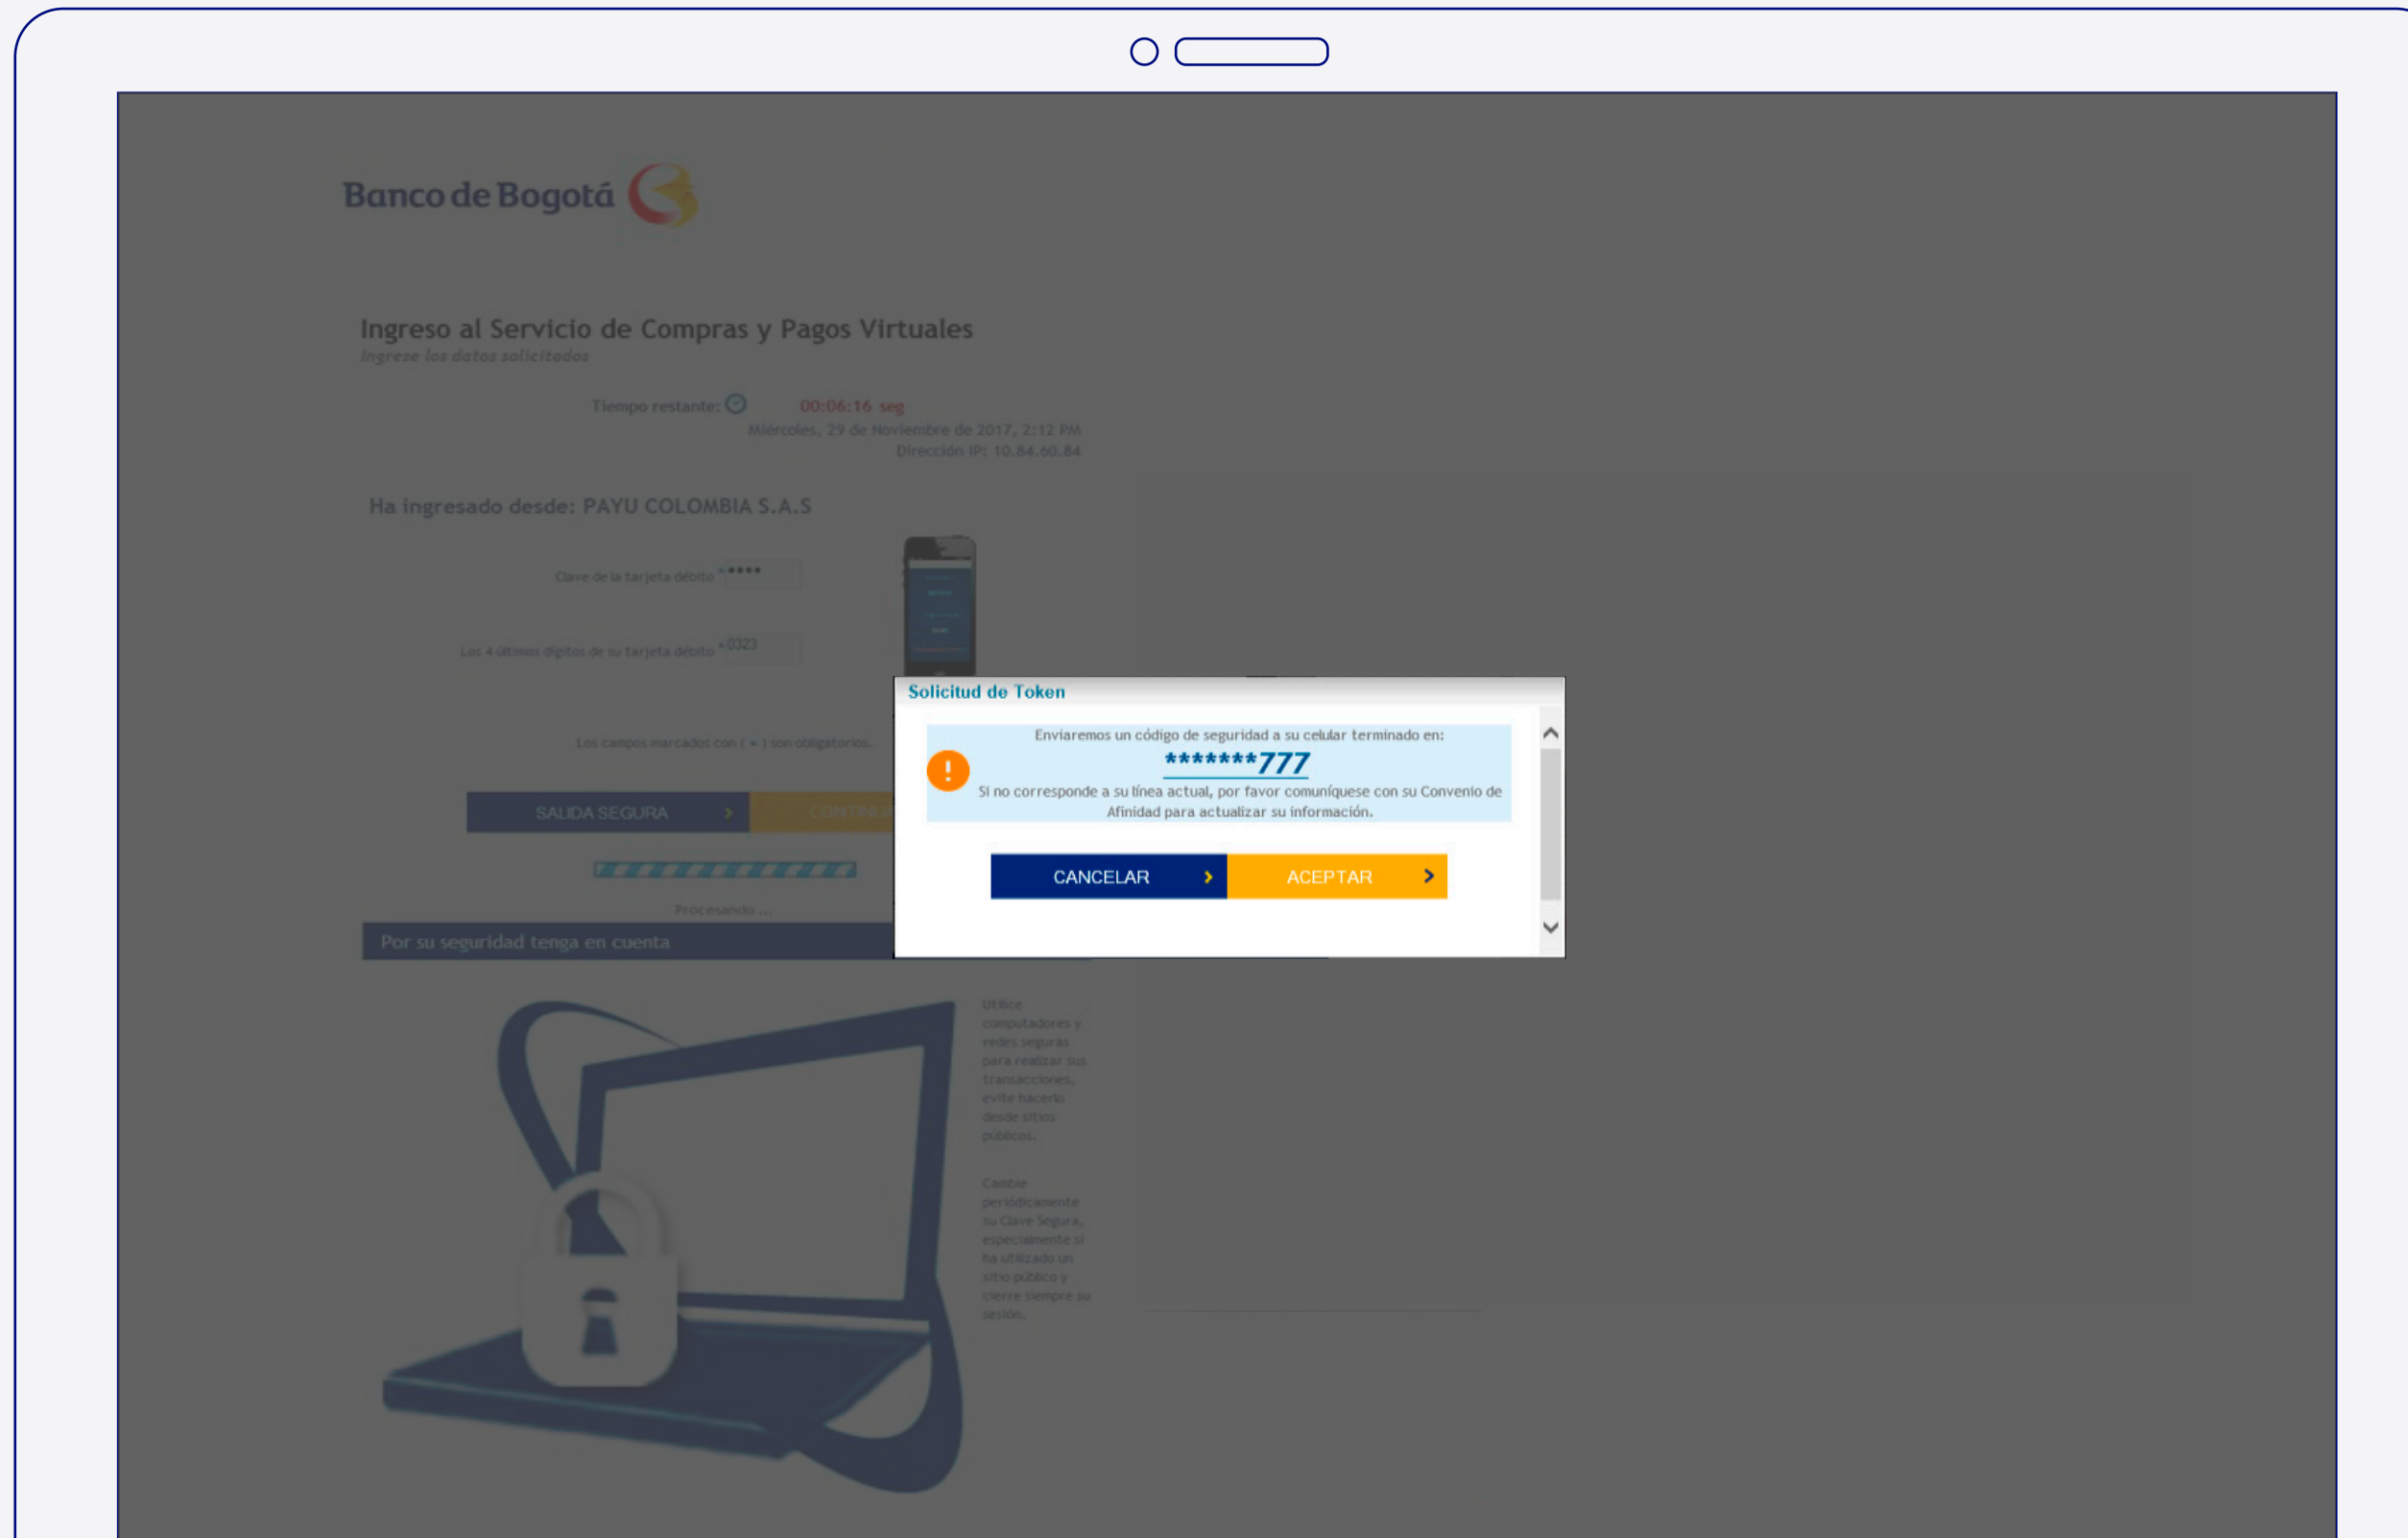 Banco de Bogotá
Ingreso al Servicio de Compras y Pagos Virtuales
Ingrese los datos solicitados
Tiempo restante: 00:06:16 seg
Miércoles, 29 de Noviembre de 2017, 2:12 PM
Dirección IP: 10.84.60.84
Ha ingresado desde: PAYU COLOMBIA S.A.S
Clave de la tarjeta débito * ••••
Los 4 últimos dígitos de su tarjeta débito * 0323
Los campos marcados con ( * ) son obligatorios.
SALIDA SEGURA
Procesando ...
Solicitud de Token
Enviaremos un código de seguridad a su celular terminado en:
*******777
Si no corresponde a su línea actual, por favor comuníquese con su Convenio de
Afinidad para actualizar su información.
CANCELAR
ACEPTAR
Por su seguridad tenga en cuenta
Utilice
computadores y
redes seguras
para realizar sus
transacciones,
evite hacerlo
desde sitios
públicos.
Cambie
periódicamente
su Clave Segura,
especialmente si
ha utilizado un
sitio público y
cierre siempre su
sesión.